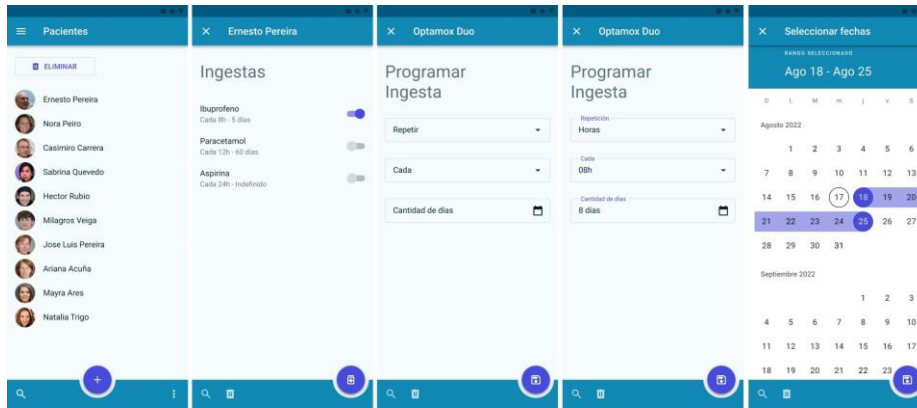 Pacientes
ELIMINAR
Ernesto Pereira
Nora Peiro
Casimiro Carrera
Sabrina Quevedo
Hector Rubio
Milagros Veiga
Jose Luis Pereira
Ariana Acuña
Mayra Ares
Natalia Trigo
Ernesto Pereira
Ingestas
Ibuprofeno
Cada 8h - 5 días
Paracetamol
Cada 12h - 60 días
Aspirina
Cada 24h - Indefinido
Optamox Duo
Programar
Ingesta
Repetir
Cada
Cantidad de días
Optamox Duo
Programar
Ingesta
Repetición
Horas
Cada
08h
Cantidad de días
8 días
Seleccionar fechas
RANGO SELECCIONADO
Ago 18 - Ago 25
D L M m j v S
Agosto 2022
1 2 3 4 5 6
7 8 9 10 11 12 13
14 15 16 17 18 19 20
21 22 23 24 25 26 27
28 29 30 31
Septiembre 2022
1 2 3
4 5 6 7 8 9 10
11 12 13 14 15 16 17
18 19 20 21 22 23